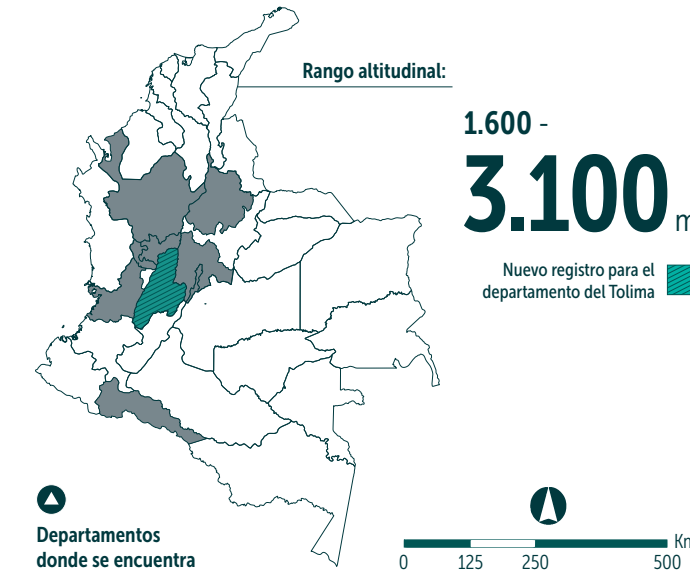 Rango altitudinal:
1.600 -
3.100 m
Nuevo registro para el
departamento del Tolima
Departamentos
donde se encuentra
0 125 250 500 Km